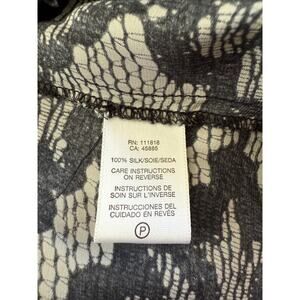 RN: 111818
CA: 45885
100% SILK/SOIE/SEDA
CARE INSTRUCTIONS
ON REVERSE
INSTRUCTIONS DE
SOIN SUR L'INVERSE
INSTRUCCIONES DEL
CUIDADO EN REVÉS
P